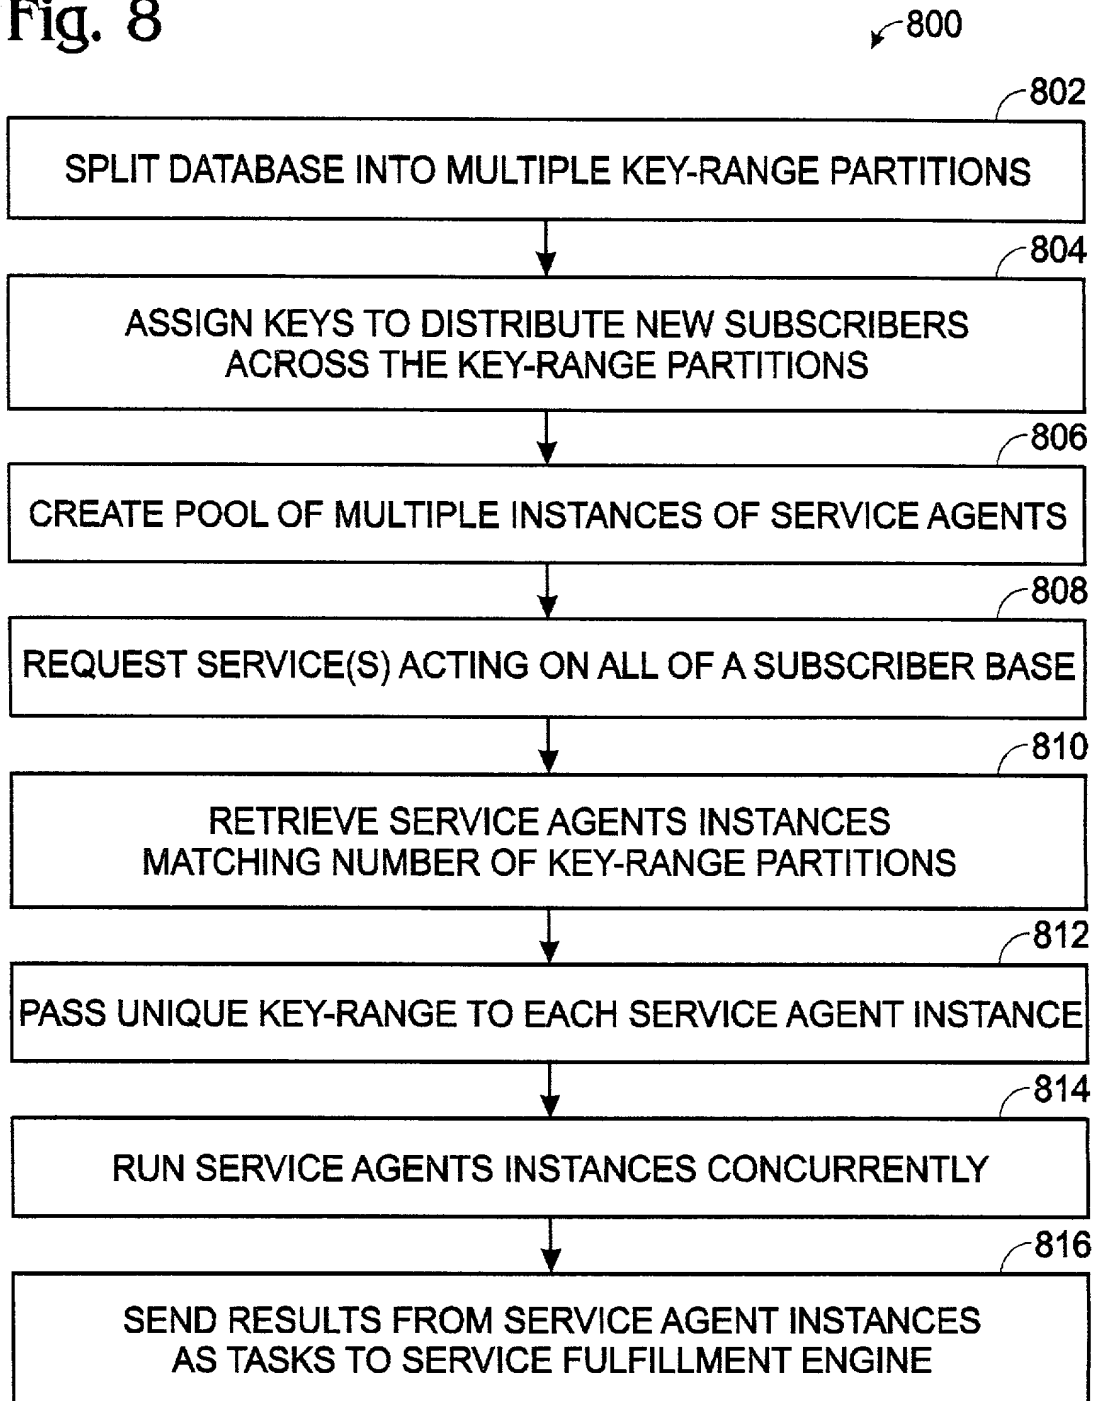 Fig. 8
800
802
SPLIT DATABASE INTO MULTIPLE KEY-RANGE PARTITIONS
804
ASSIGN KEYS TO DISTRIBUTE NEW SUBSCRIBERS
ACROSS THE KEY-RANGE PARTITIONS
806
CREATE POOL OF MULTIPLE INSTANCES OF SERVICE AGENTS
808
REQUEST SERVICE(S) ACTING ON ALL OF A SUBSCRIBER BASE
810
RETRIEVE SERVICE AGENTS INSTANCES
MATCHING NUMBER OF KEY-RANGE PARTITIONS
812
PASS UNIQUE KEY-RANGE TO EACH SERVICE AGENT INSTANCE
814
RUN SERVICE AGENTS INSTANCES CONCURRENTLY
816
SEND RESULTS FROM SERVICE AGENT INSTANCES
AS TASKS TO SERVICE FULFILLMENT ENGINE